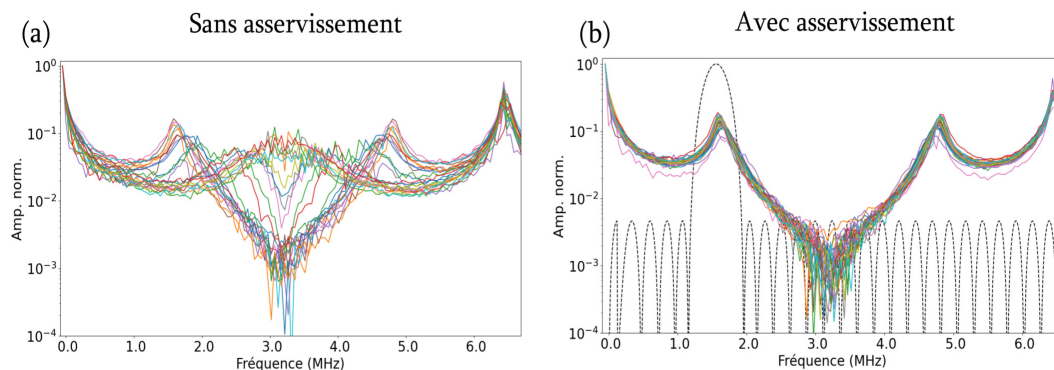 (a)
Sans asservissement
10⁰
10⁻¹
10⁻²
10⁻³
10⁻⁴
Amp. norm.
0.0 1.0 2.0 3.0 4.0 5.0 6.0
Fréquence (MHz)
(b)
Avec asservissement
10⁰
10⁻¹
10⁻²
10⁻³
10⁻⁴
Amp. norm.
0.0 1.0 2.0 3.0 4.0 5.0 6.0
Fréquence (MHz)